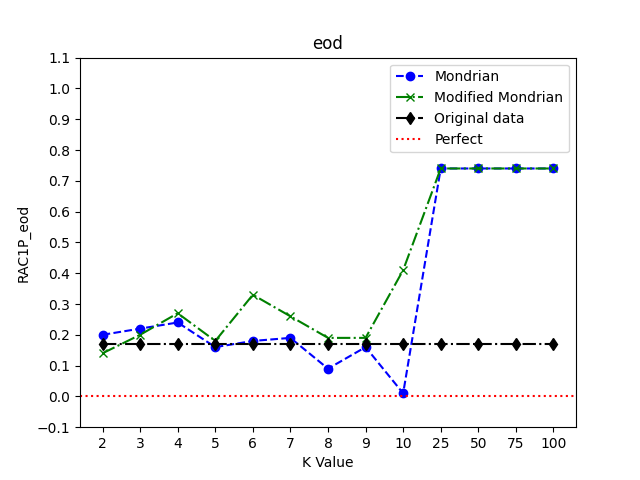 eod
1.1
1.0
0.9
0.8
0.7
0.6
0.5
0.4
0.3
0.2
0.1
0.0
−0.1
RAC1P_eod
Mondrian
Modified Mondrian
Original data
Perfect
2 3 4 5 6 7 8 9 10 25 50 75 100
K Value